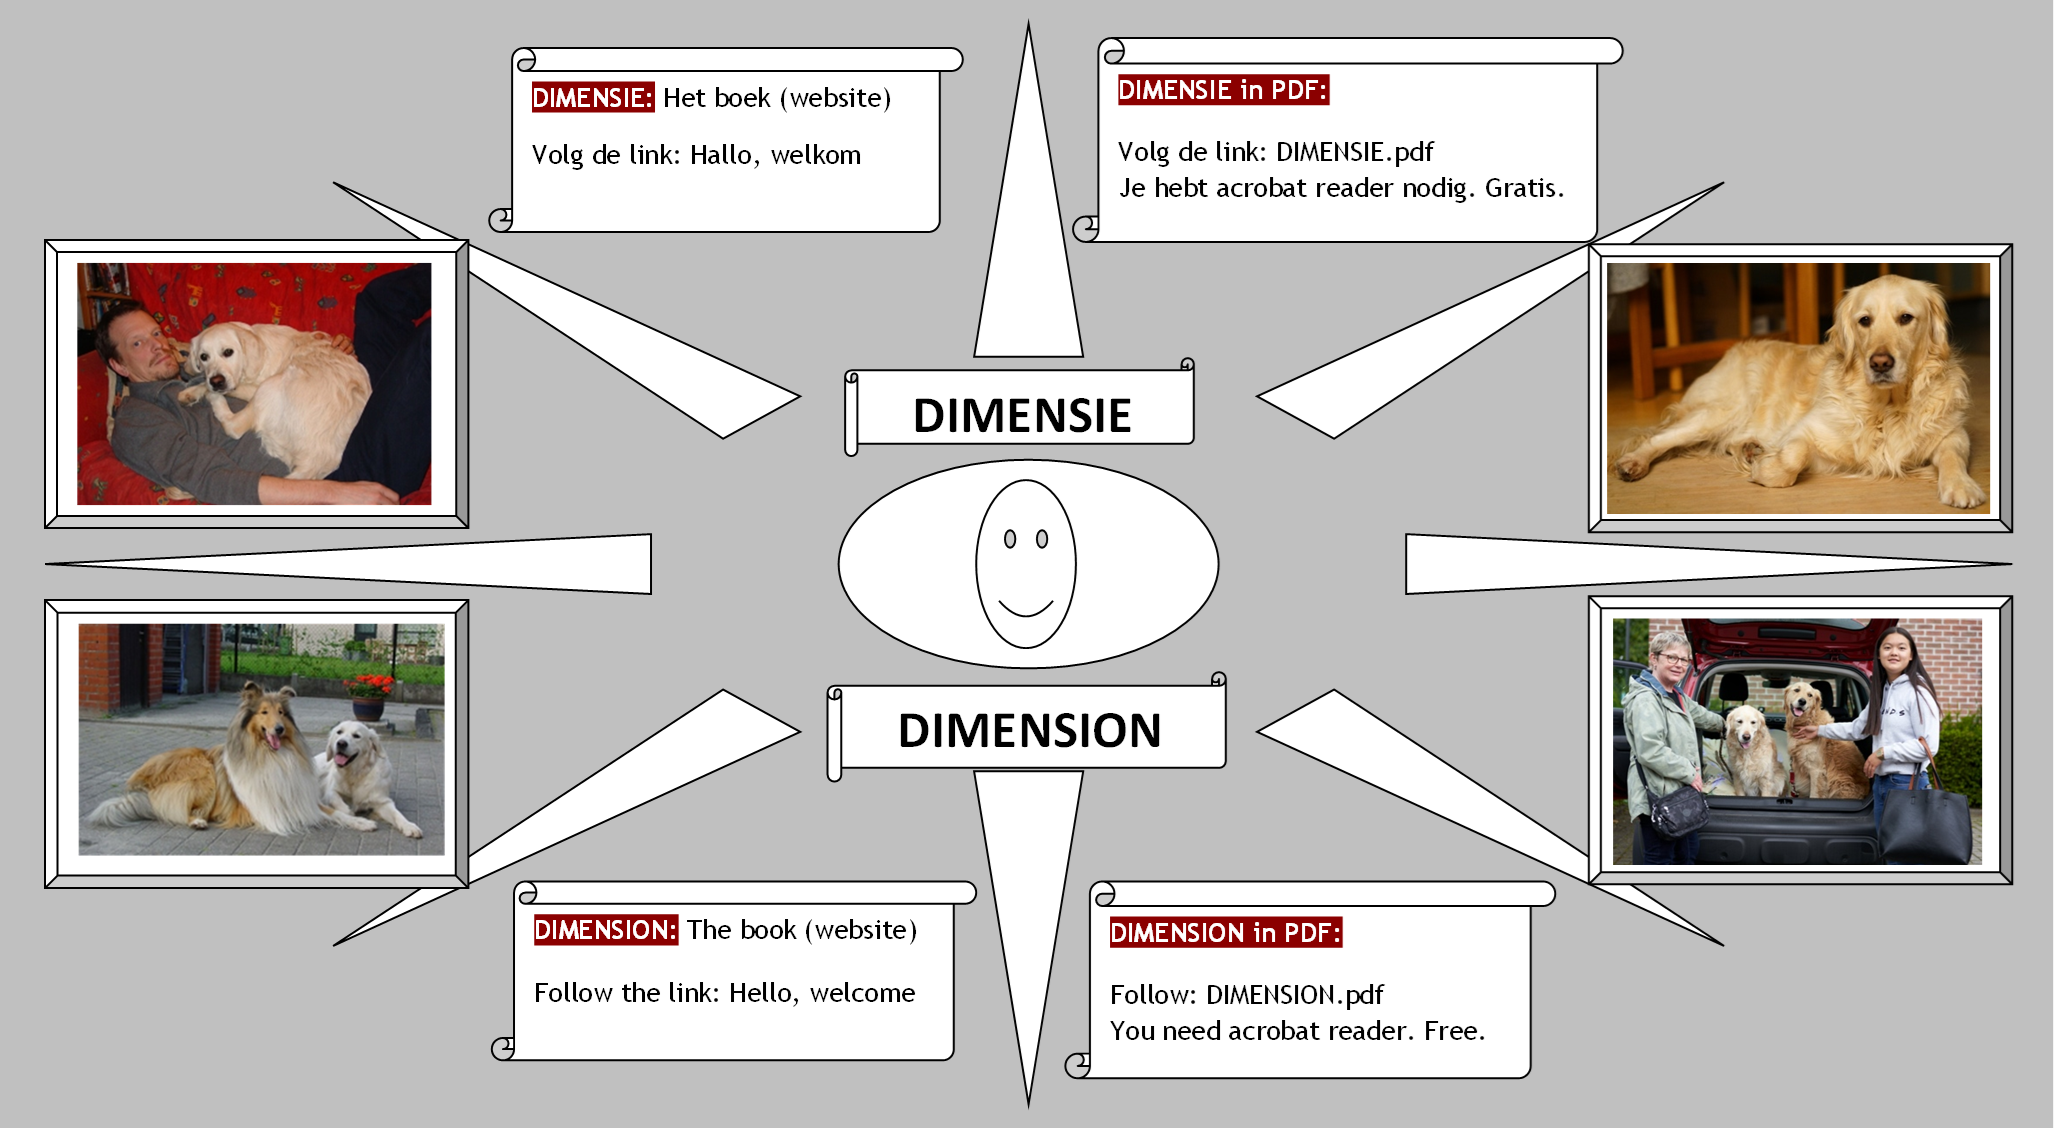 DIMENSIE: Het boek (website)
Volg de link: Hallo, welkom
DIMENSIE in PDF:
Volg de link: DIMENSIE.pdf
Je hebt acrobat reader nodig. Gratis.
DIMENSIE
DIMENSION
DIMENSION: The book (website)
Follow the link: Hello, welcome
DIMENSION in PDF:
Follow: DIMENSION.pdf
You need acrobat reader. Free.